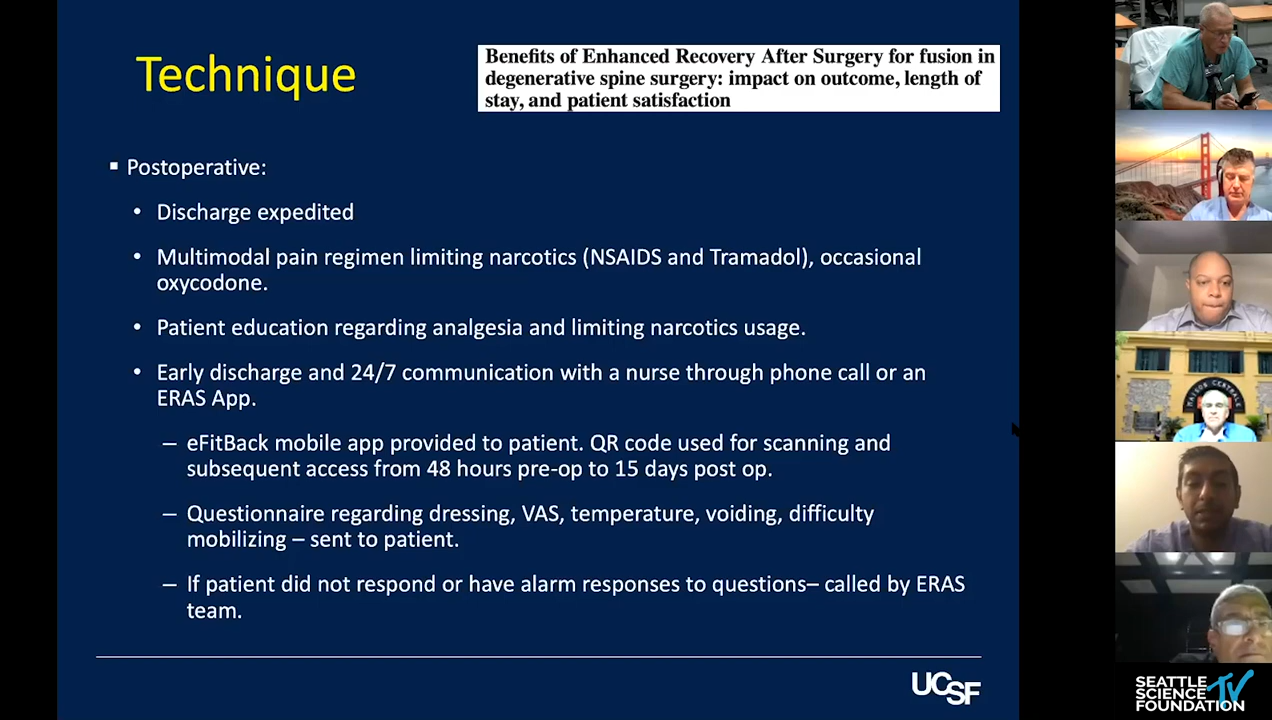 Technique
Benefits of Enhanced Recovery After Surgery for fusion in
degenerative spine surgery: impact on outcome, length of
stay, and patient satisfaction
▪ Postoperative:
• Discharge expedited
• Multimodal pain regimen limiting narcotics (NSAIDS and Tramadol), occasional
oxycodone.
• Patient education regarding analgesia and limiting narcotics usage.
• Early discharge and 24/7 communication with a nurse through phone call or an
ERAS App.
– eFitBack mobile app provided to patient. QR code used for scanning and
subsequent access from 48 hours pre-op to 15 days post op.
– Questionnaire regarding dressing, VAS, temperature, voiding, difficulty
mobilizing – sent to patient.
– If patient did not respond or have alarm responses to questions– called by ERAS
team.
UCSF
MAISON CENTRALE
SEATTLE
SCIENCE TV
FOUNDATION